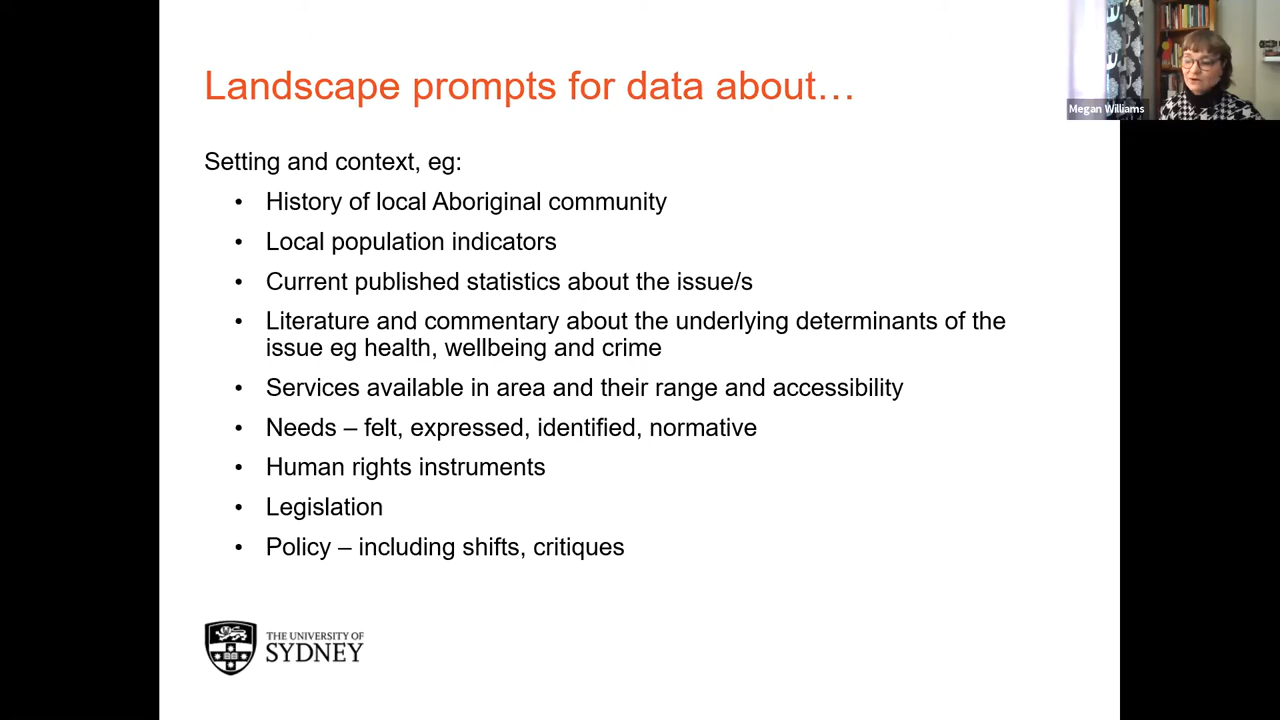 Landscape prompts for data about…
Megan Williams
Setting and context, eg:
• History of local Aboriginal community
• Local population indicators
• Current published statistics about the issue/s
• Literature and commentary about the underlying determinants of the
issue eg health, wellbeing and crime
• Services available in area and their range and accessibility
• Needs – felt, expressed, identified, normative
• Human rights instruments
• Legislation
• Policy – including shifts, critiques
THE UNIVERSITY OF
SYDNEY